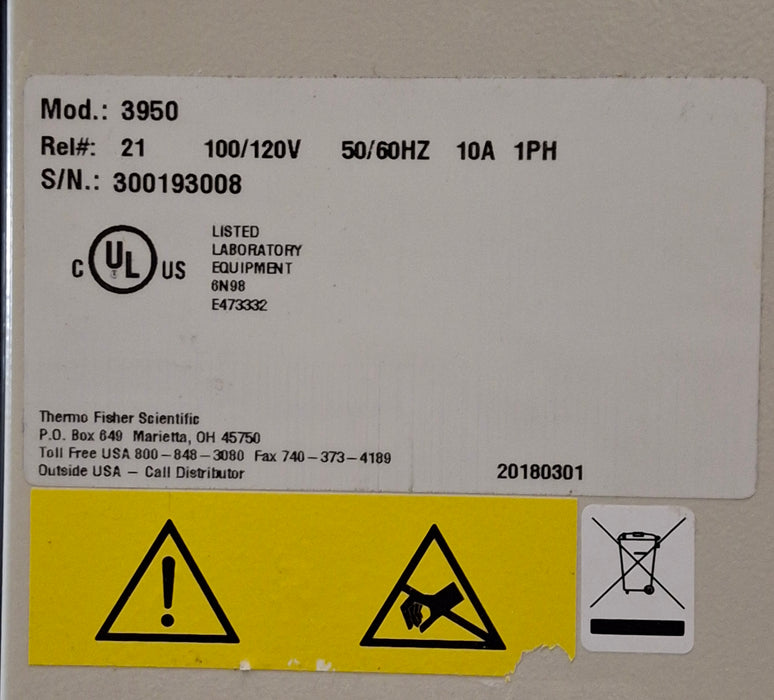 Mod.: 3950
Rel#: 21 100/120V 50/60HZ 10A 1PH
S/N.: 300193008
C UL US
LISTED
LABORATORY
EQUIPMENT
6N98
E473332
Thermo Fisher Scientific
P.O. Box 649 Marietta, OH 45750
Toll Free USA 800-848-3080 Fax 740-373-4189
Outside USA - Call Distributor 20180301